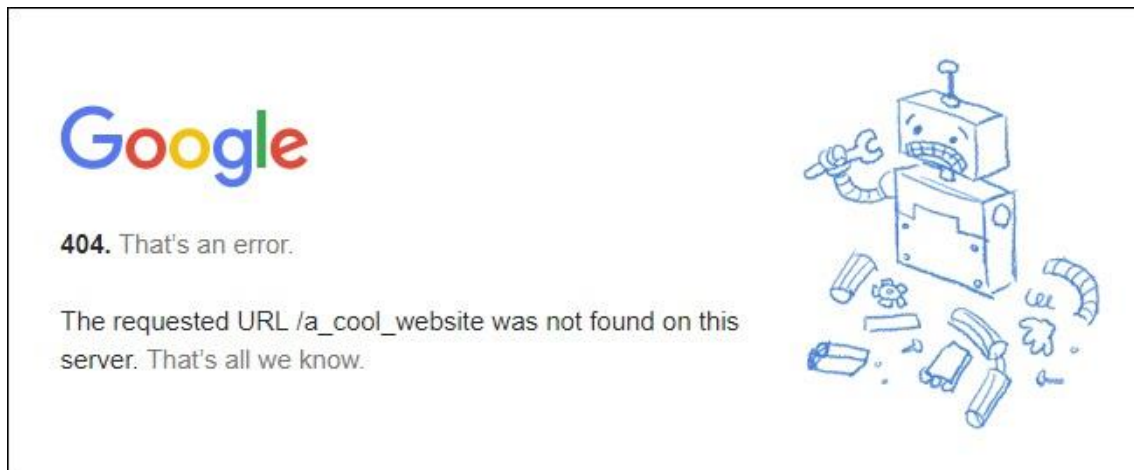 Google
404. That's an error.
The requested URL /a_cool_website was not found on this
server. That's all we know.